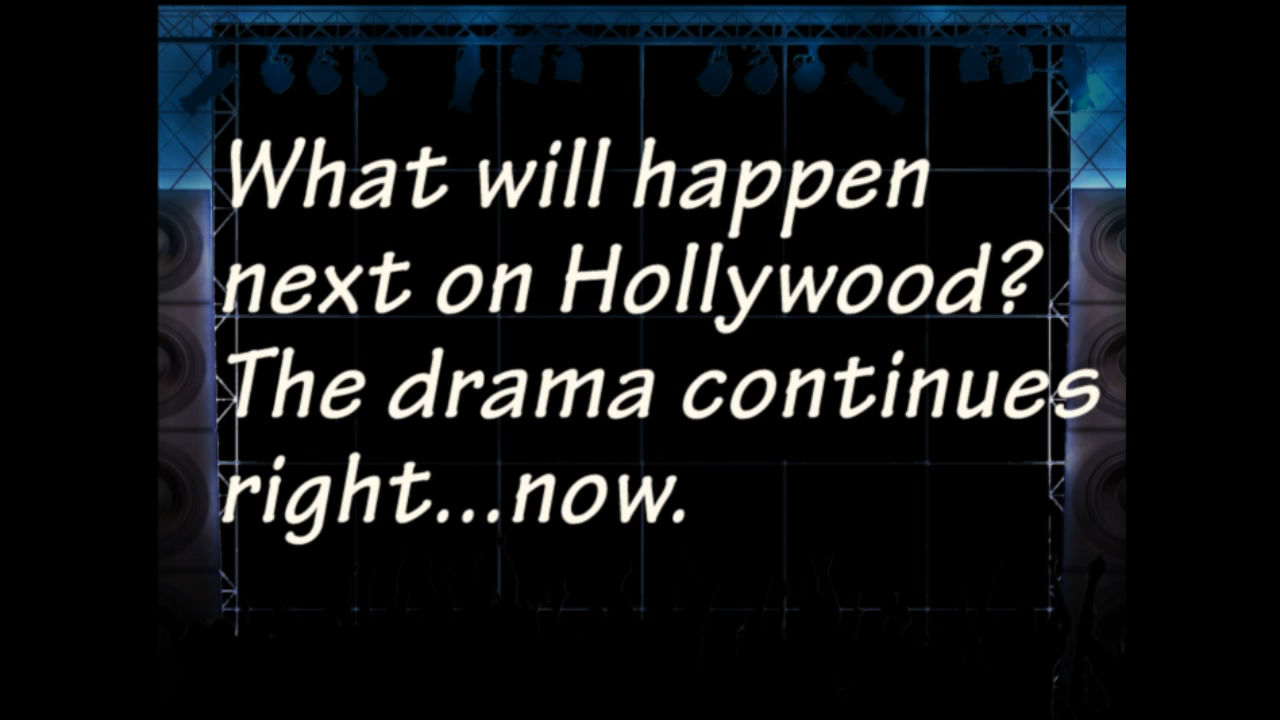 What will happen
next on Hollywood?
The drama continues
right...now.